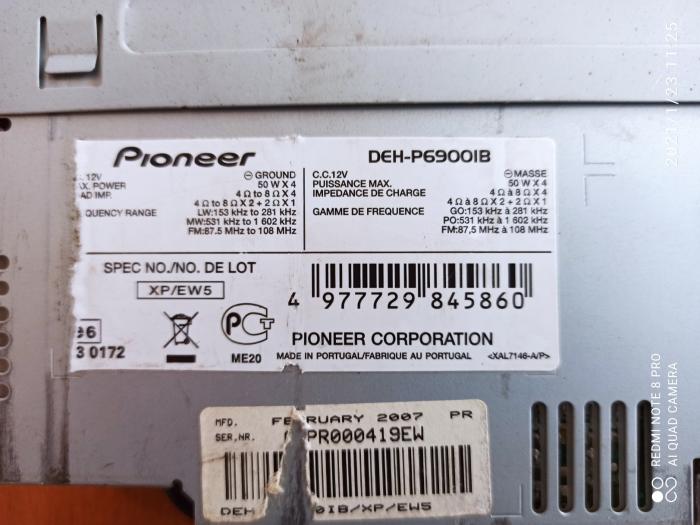 Pioneer
DEH-P6900IB
12V ⊖ GROUND
POWER 50 W X 4
IMP. 4 Ω to 8 Ω X 4
4 Ω to 8 Ω X 2 + 2 Ω X 1
QUENCY RANGE LW:153 kHz to 281 kHz
MW:531 kHz to 1 602 kHz
FM:87.5 MHz to 108 MHz
C.C.12V ⊖ MASSE
PUISSANCE MAX. 50 W X 4
IMPEDANCE DE CHARGE 4 Ω à 8 Ω X 4
4 Ω à 8 Ω X 2 + 2 Ω X 1
GAMME DE FREQUENCE GO:153 kHz à 281 kHz
PO:531 kHz à 1 602 kHz
FM:87,5 MHz à 108 MHz
SPEC NO./NO. DE LOT
XP/EW5
4 977729 845860
6
3 0172
ME20
PIONEER CORPORATION
MADE IN PORTUGAL/FABRIQUE AU PORTUGAL <XAL7146-A/P>
MFD. FEBRUARY 2007 PR
SER.NR. PR000419EW
DEH 0IB/XP/EW5
REDMI NOTE 8 PRO
AI QUAD CAMERA
2021/1/23 11:25